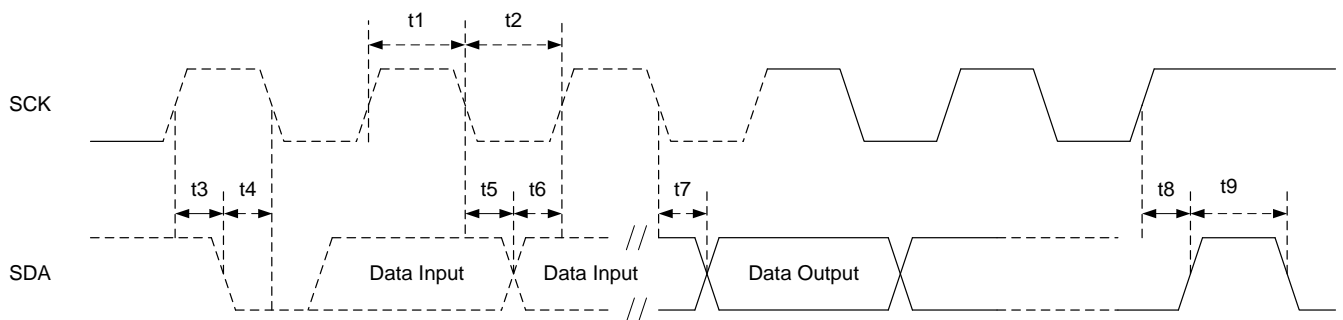 t1 t2
SCK
t3 t4 t5 t6 t7 t8 t9
SDA Data Input Data Input Data Output